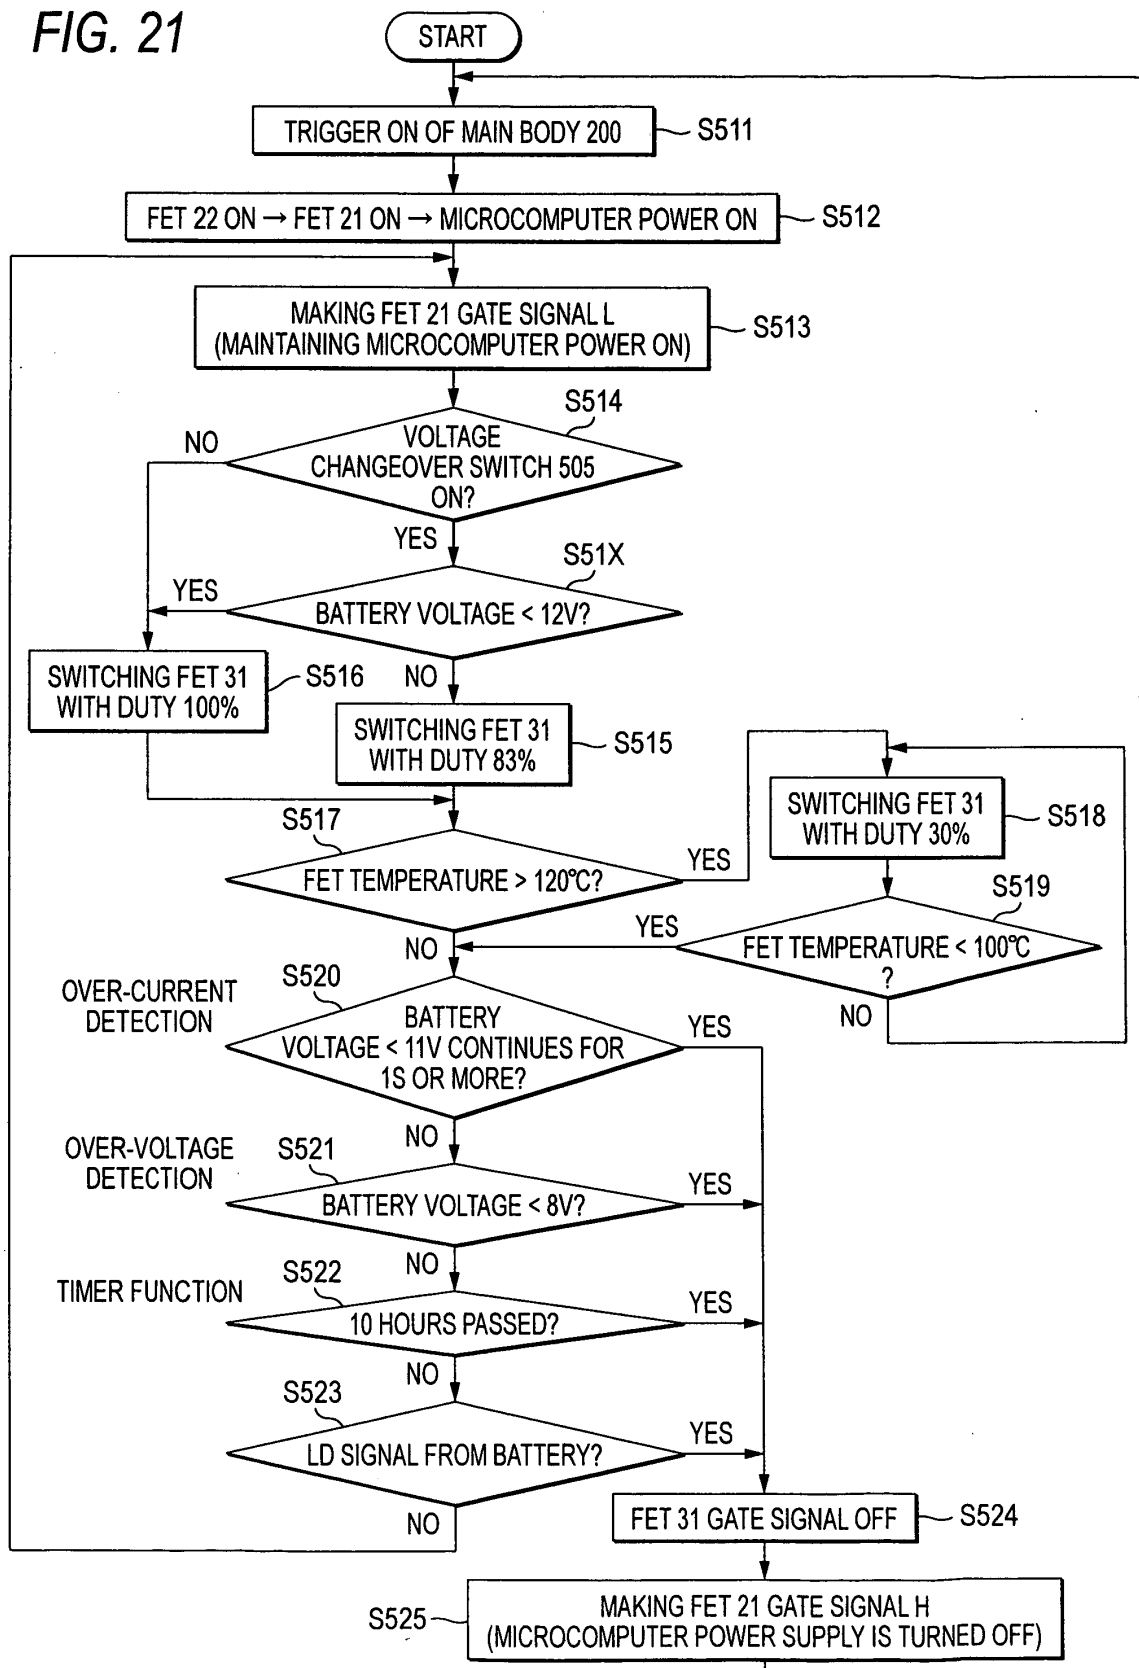 FIG. 21
START
TRIGGER ON OF MAIN BODY 200
S511
FET 22 ON → FET 21 ON → MICROCOMPUTER POWER ON
S512
MAKING FET 21 GATE SIGNAL L
(MAINTAINING MICROCOMPUTER POWER ON)
S513
S514
NO
VOLTAGE
CHANGEOVER SWITCH 505
ON?
YES
S51X
YES
BATTERY VOLTAGE < 12V?
NO
SWITCHING FET 31
WITH DUTY 100%
S516
SWITCHING FET 31
WITH DUTY 83%
S515
SWITCHING FET 31
WITH DUTY 30%
S518
S517
FET TEMPERATURE > 120°C?
YES
NO
S519
YES
FET TEMPERATURE < 100°C
?
NO
OVER-CURRENT
DETECTION
S520
BATTERY
VOLTAGE < 11V CONTINUES FOR
1S OR MORE?
YES
NO
OVER-VOLTAGE
DETECTION
S521
BATTERY VOLTAGE < 8V?
YES
NO
TIMER FUNCTION
S522
10 HOURS PASSED?
YES
NO
S523
LD SIGNAL FROM BATTERY?
YES
NO
FET 31 GATE SIGNAL OFF
S524
S525
MAKING FET 21 GATE SIGNAL H
(MICROCOMPUTER POWER SUPPLY IS TURNED OFF)